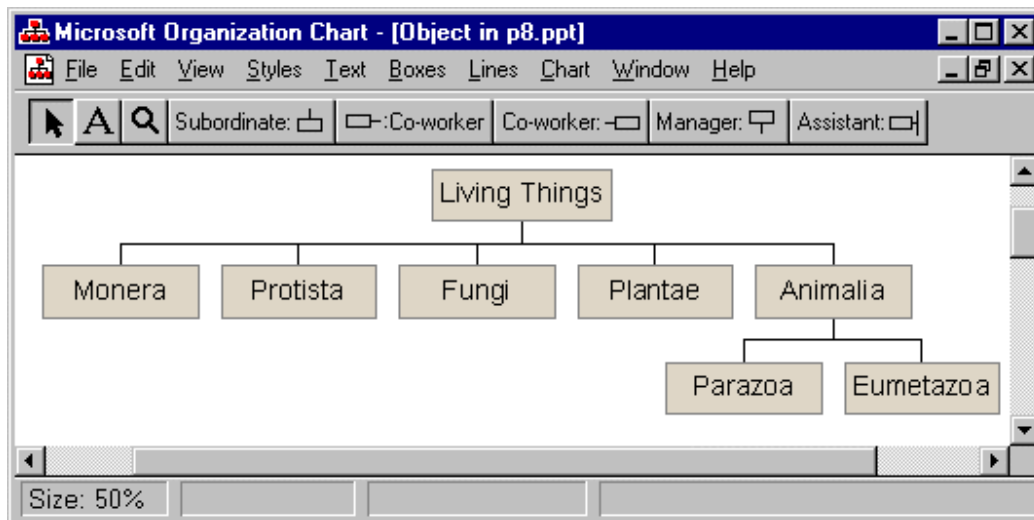 Microsoft Organization Chart - [Object in p8.ppt]
File Edit View Styles Text Boxes Lines Chart Window Help
A Subordinate: :Co-worker Co-worker: Manager: Assistant:
Living Things
Monera Protista Fungi Plantae Animalia
Parazoa Eumetazoa
Size: 50%